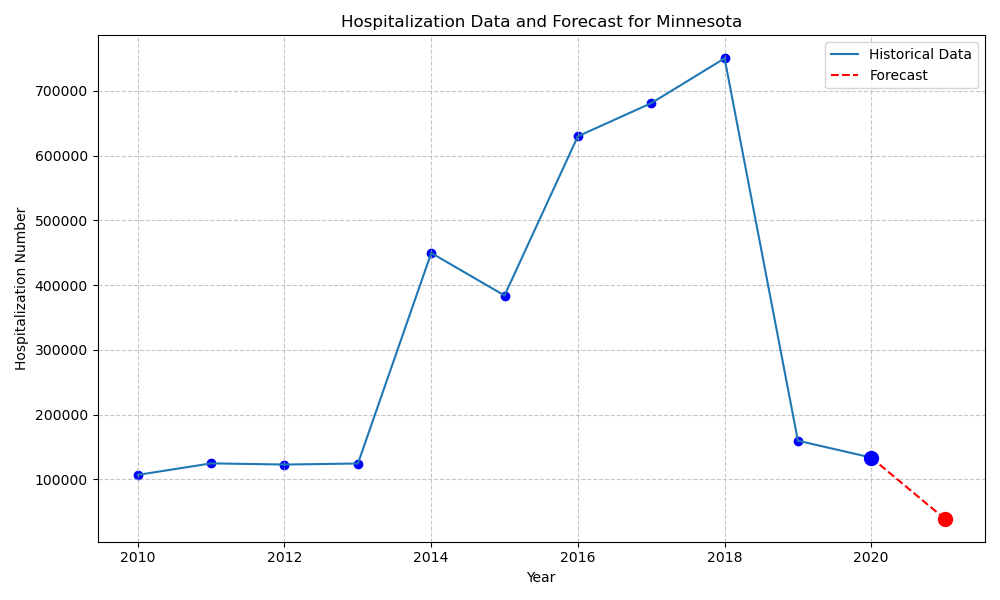 Hospitalization Data and Forecast for Minnesota
Historical Data
Forecast
Hospitalization Number
700000
600000
500000
400000
300000
200000
100000
2010
2012
2014
2016
2018
2020
Year